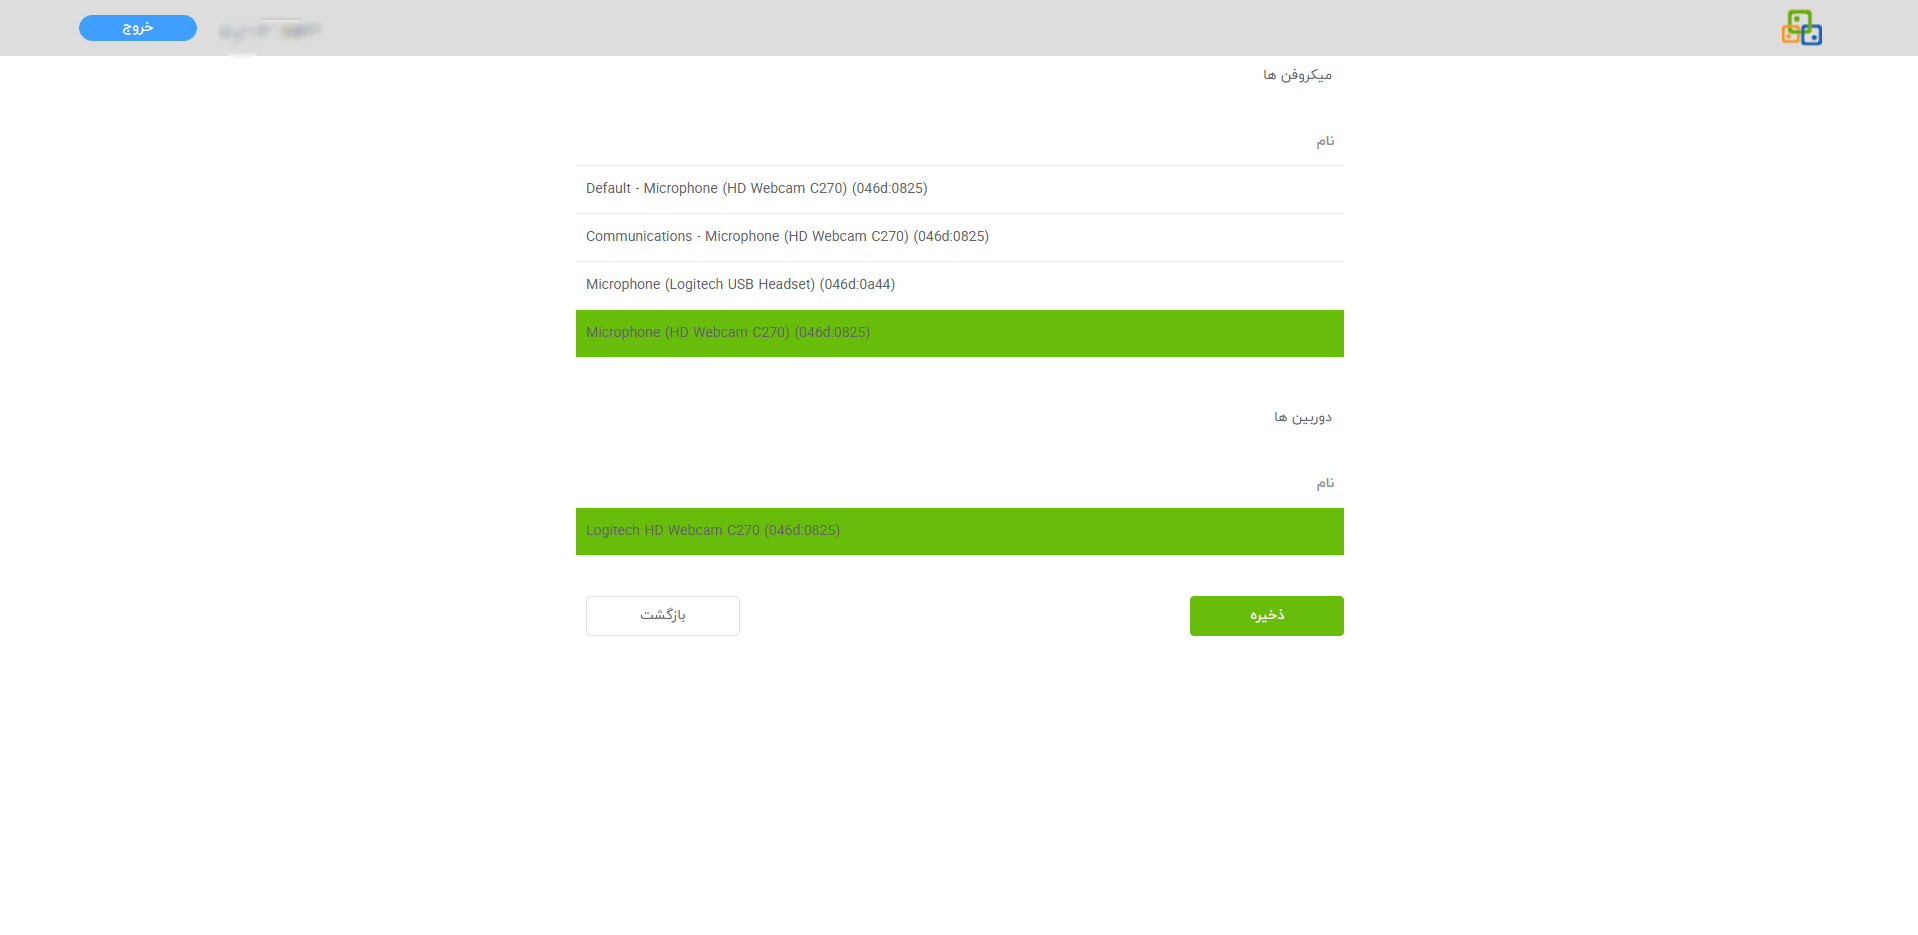 خروج
میکروفن ها
نام
Default - Microphone (HD Webcam C270) (046d:0825)
Communications - Microphone (HD Webcam C270) (046d:0825)
Microphone (Logitech USB Headset) (046d:0a44)
Microphone (HD Webcam C270) (046d:0825)
دوربین ها
نام
Logitech HD Webcam C270 (046d:0825)
ذخیره
بازگشت